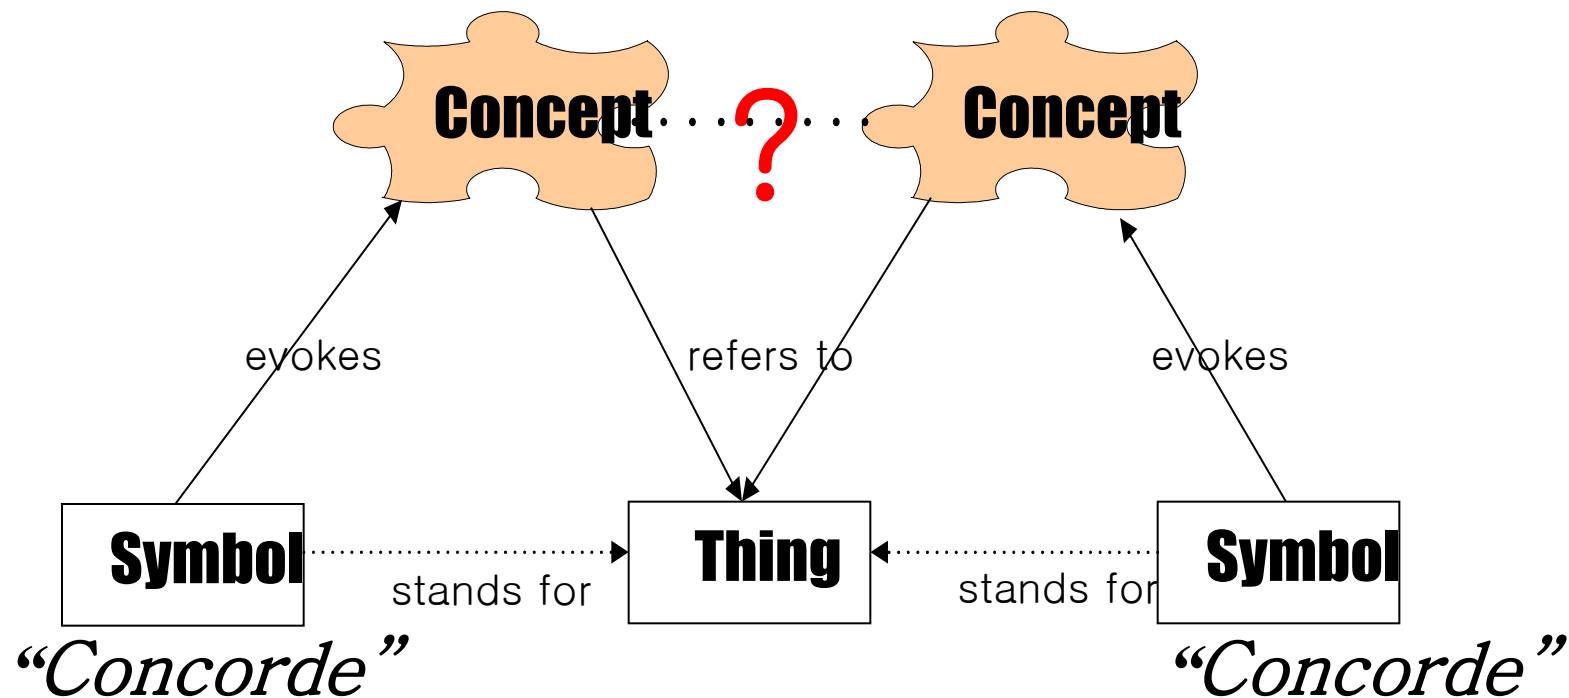 Concept ? Concept
evokes refers to evokes
Symbol Thing Symbol
stands for stands for
“Concorde” “Concorde”